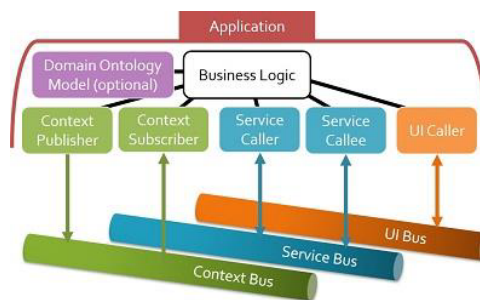 Application
Domain Ontology
Model (optional)
Business Logic
Context
Publisher
Context
Subscriber
Service
Caller
Service
Callee
UI Caller
UI Bus
Service Bus
Context Bus